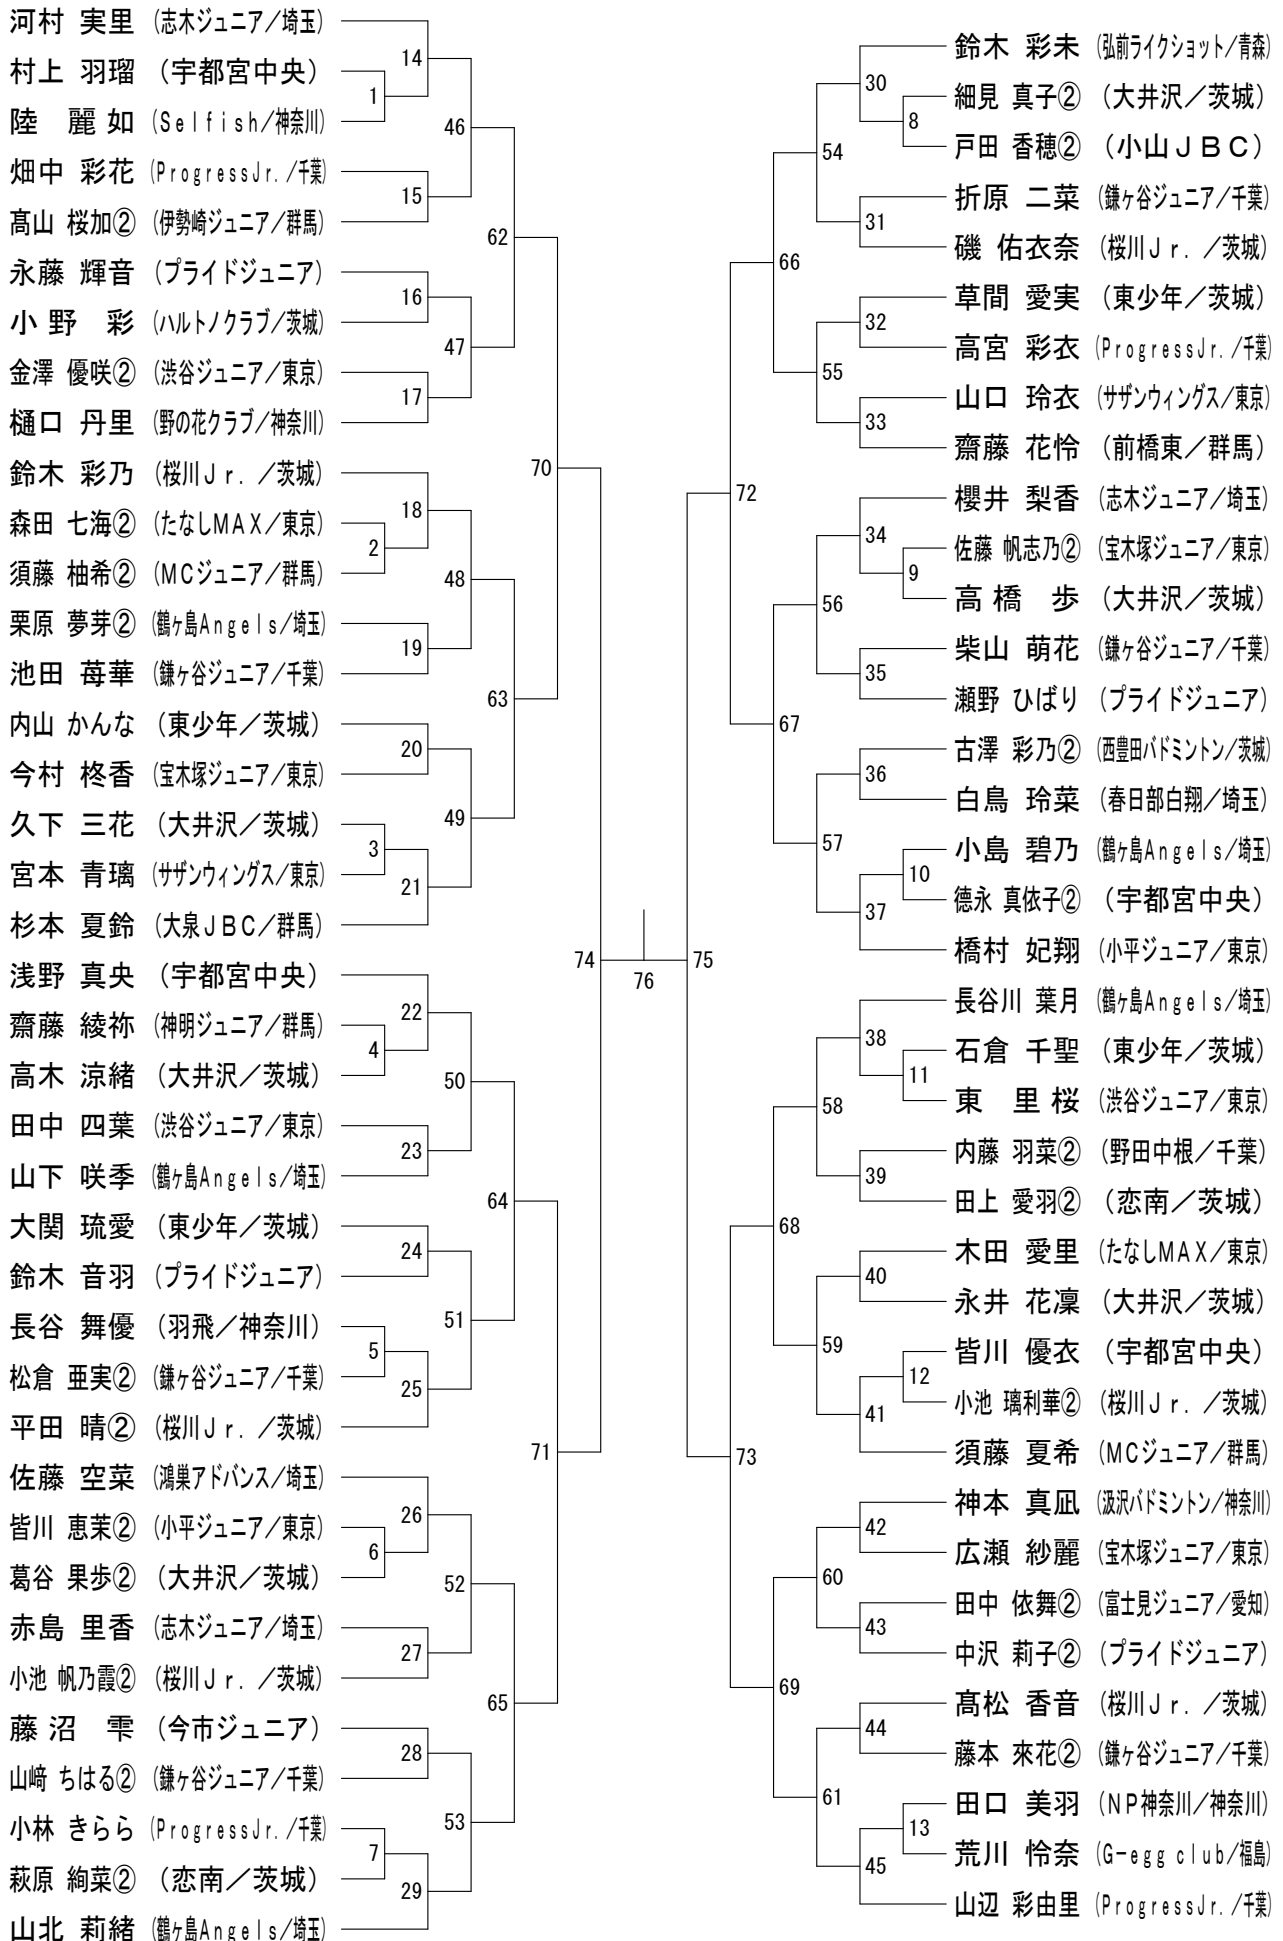 河村 実里 (志木ジュニア/埼玉)
村上 羽瑠 (宇都宮中央)
陸 麗如 (Selfish/神奈川)
畑中 彩花 (ProgressJr./千葉)
髙山 桜加② (伊勢崎ジュニア/群馬)
永藤 輝音 (プライドジュニア)
小野 彩 (ハルトノクラブ/茨城)
金澤 優咲② (渋谷ジュニア/東京)
樋口 丹里 (野の花クラブ/神奈川)
鈴木 彩乃 (桜川Jr./茨城)
森田 七海② (たなしMAX/東京)
須藤 柚希② (MCジュニア/群馬)
栗原 夢芽② (鶴ヶ島Angels/埼玉)
池田 苺華 (鎌ヶ谷ジュニア/千葉)
内山 かんな (東少年/茨城)
今村 柊香 (宝木塚ジュニア/東京)
久下 三花 (大井沢/茨城)
宮本 青璃 (サザンウィングス/東京)
杉本 夏鈴 (大泉JBC/群馬)
浅野 真央 (宇都宮中央)
齋藤 綾祢 (神明ジュニア/群馬)
高木 涼緒 (大井沢/茨城)
田中 四葉 (渋谷ジュニア/東京)
山下 咲季 (鶴ヶ島Angels/埼玉)
大関 琉愛 (東少年/茨城)
鈴木 音羽 (プライドジュニア)
長谷 舞優 (羽飛/神奈川)
松倉 亜実② (鎌ヶ谷ジュニア/千葉)
平田 晴② (桜川Jr./茨城)
佐藤 空菜 (鴻巣アドバンス/埼玉)
皆川 恵茉② (小平ジュニア/東京)
葛谷 果歩② (大井沢/茨城)
赤島 里香 (志木ジュニア/埼玉)
小池 帆乃霞② (桜川Jr./茨城)
藤沼 雫 (今市ジュニア)
山﨑 ちはる② (鎌ヶ谷ジュニア/千葉)
小林 きらら (ProgressJr./千葉)
萩原 絢菜② (恋南/茨城)
山北 莉緒 (鶴ヶ島Angels/埼玉)
1
2
3
4
5
6
7
14
15
16
17
18
19
20
21
22
23
24
25
26
27
28
29
46
47
48
49
50
51
52
53
62
63
64
65
70
71
74
76
75
72
73
66
67
68
69
54
55
56
57
58
59
60
61
30
31
32
33
34
35
36
37
38
39
40
41
42
43
44
45
8
9
10
11
12
13
鈴木 彩未 (弘前ライクショット/青森)
細見 真子② (大井沢/茨城)
戸田 香穂② (小山JBC)
折原 二菜 (鎌ヶ谷ジュニア/千葉)
磯 佑衣奈 (桜川Jr./茨城)
草間 愛実 (東少年/茨城)
高宮 彩衣 (ProgressJr./千葉)
山口 玲衣 (サザンウィングス/東京)
齋藤 花怜 (前橋東/群馬)
櫻井 梨香 (志木ジュニア/埼玉)
佐藤 帆志乃② (宝木塚ジュニア/東京)
高橋 歩 (大井沢/茨城)
柴山 萌花 (鎌ヶ谷ジュニア/千葉)
瀬野 ひばり (プライドジュニア)
古澤 彩乃② (西豊田バドミントン/茨城)
白鳥 玲菜 (春日部白翔/埼玉)
小島 碧乃 (鶴ヶ島Angels/埼玉)
德永 真依子② (宇都宮中央)
橋村 妃翔 (小平ジュニア/東京)
長谷川 葉月 (鶴ヶ島Angels/埼玉)
石倉 千聖 (東少年/茨城)
東 里桜 (渋谷ジュニア/東京)
内藤 羽菜② (野田中根/千葉)
田上 愛羽② (恋南/茨城)
木田 愛里 (たなしMAX/東京)
永井 花凜 (大井沢/茨城)
皆川 優衣 (宇都宮中央)
小池 璃利華② (桜川Jr./茨城)
須藤 夏希 (MCジュニア/群馬)
神本 真凪 (汲沢バドミントン/神奈川)
広瀬 紗麗 (宝木塚ジュニア/東京)
田中 依舞② (富士見ジュニア/愛知)
中沢 莉子② (プライドジュニア)
髙松 香音 (桜川Jr./茨城)
藤本 來花② (鎌ヶ谷ジュニア/千葉)
田口 美羽 (NP神奈川/神奈川)
荒川 怜奈 (G-egg club/福島)
山辺 彩由里 (ProgressJr./千葉)